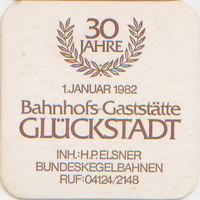 30
JAHRE
1. JANUAR 1982
Bahnhofs-Gaststätte
GLÜCKSTADT
INH.: H.P. ELSNER
BUNDESKEGELBAHNEN
RUF: 04124/2148